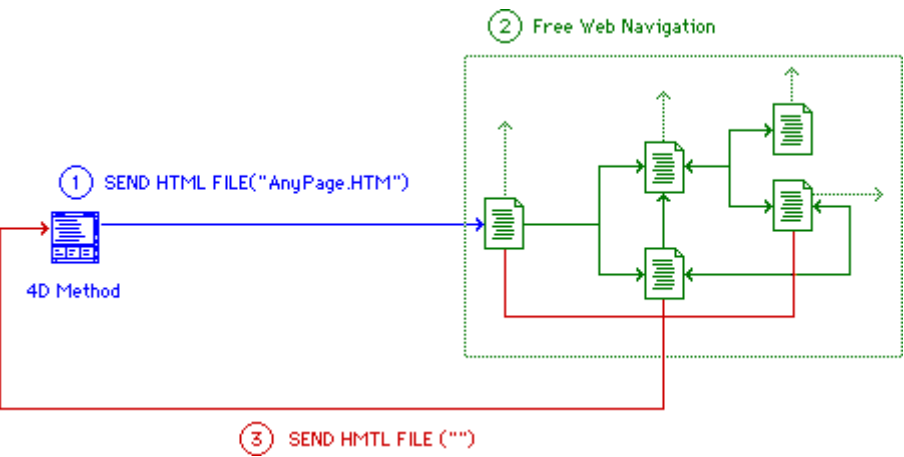 2 Free Web Navigation
1 SEND HTML FILE("AnyPage.HTM")
4D Method
3 SEND HMTL FILE ("")